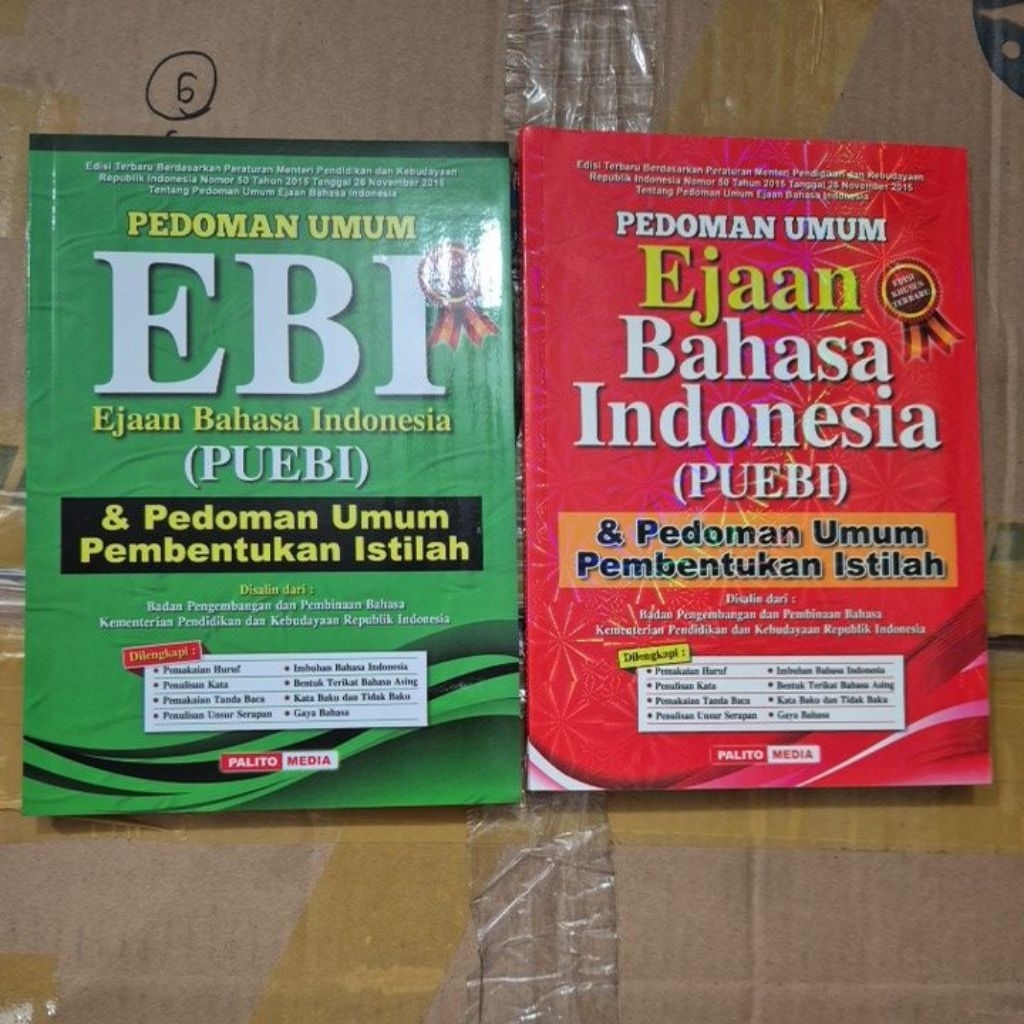 6
Edisi Terbaru Berdasarkan Peraturan Menteri Pendidikan dan Kebudayaan
Republik Indonesia Nomor 50 Tahun 2015 Tanggal 26 November 2015
Tentang Pedoman Umum Ejaan Bahasa Indonesia
PEDOMAN UMUM
EBI
Ejaan Bahasa Indonesia
(PUEBI)
& Pedoman Umum
Pembentukan Istilah
Disalin dari :
Badan Pengembangan dan Pembinaan Bahasa
Kementerian Pendidikan dan Kebudayaan Republik Indonesia
Dilengkapi :
• Pemakaian Huruf
• Penulisan Kata
• Pemakaian Tanda Baca
• Penulisan Unsur Serapan
• Imbuhan Bahasa Indonesia
• Bentuk Terikat Bahasa Asing
• Kata Baku dan Tidak Baku
• Gaya Bahasa
PALITO MEDIA
Edisi Terbaru Berdasarkan Peraturan Menteri Pendidikan dan Kebudayaan
Republik Indonesia Nomor 50 Tahun 2015 Tanggal 26 November 2015
Tentang Pedoman Umum Ejaan Bahasa Indonesia
PEDOMAN UMUM
Ejaan
Bahasa
Indonesia
(PUEBI)
EDISI
KHUSUS
TERBARU
& Pedoman Umum
Pembentukan Istilah
Disalin dari :
Badan Pengembangan dan Pembinaan Bahasa
Kementerian Pendidikan dan Kebudayaan Republik Indonesia
Dilengkapi :
• Pemakaian Huruf
• Penulisan Kata
• Pemakaian Tanda Baca
• Penulisan Unsur Serapan
• Imbuhan Bahasa Indonesia
• Bentuk Terikat Bahasa Asing
• Kata Baku dan Tidak Baku
• Gaya Bahasa
PALITO MEDIA